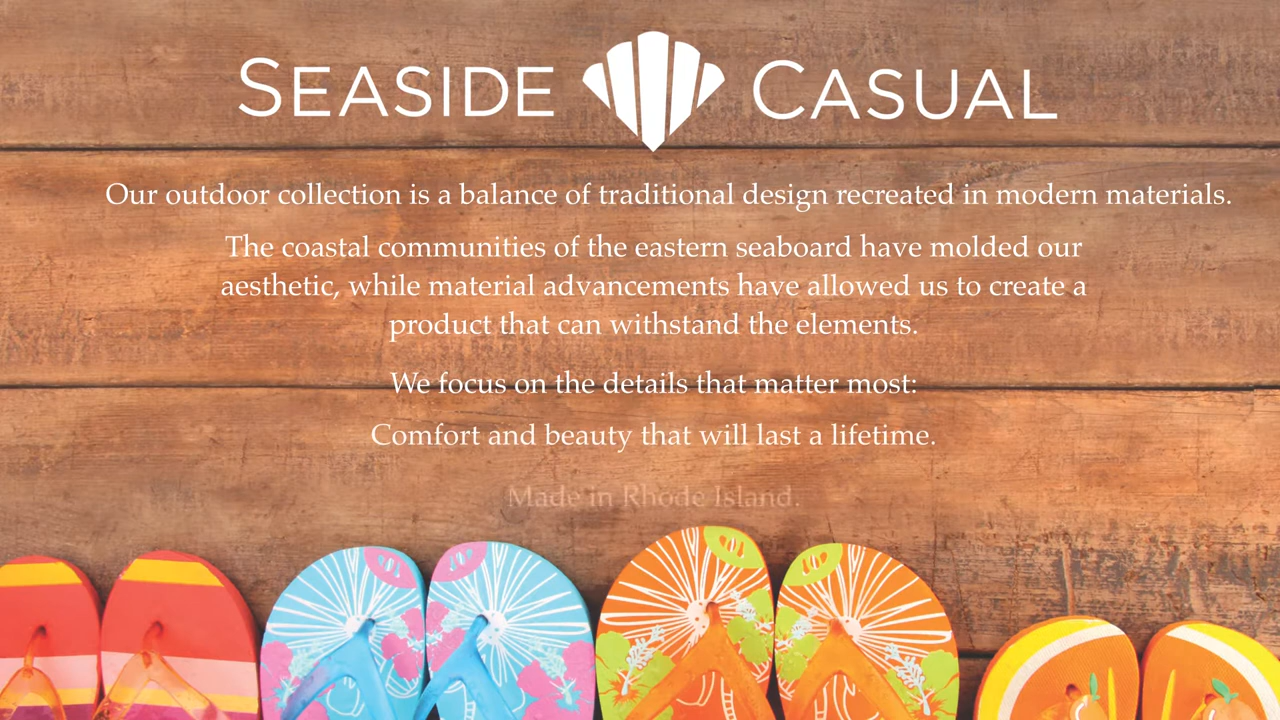 SEASIDE CASUAL
Our outdoor collection is a balance of traditional design recreated in modern materials.
The coastal communities of the eastern seaboard have molded our
aesthetic, while material advancements have allowed us to create a
product that can withstand the elements.
We focus on the details that matter most:
Comfort and beauty that will last a lifetime.
Made in Rhode Island.